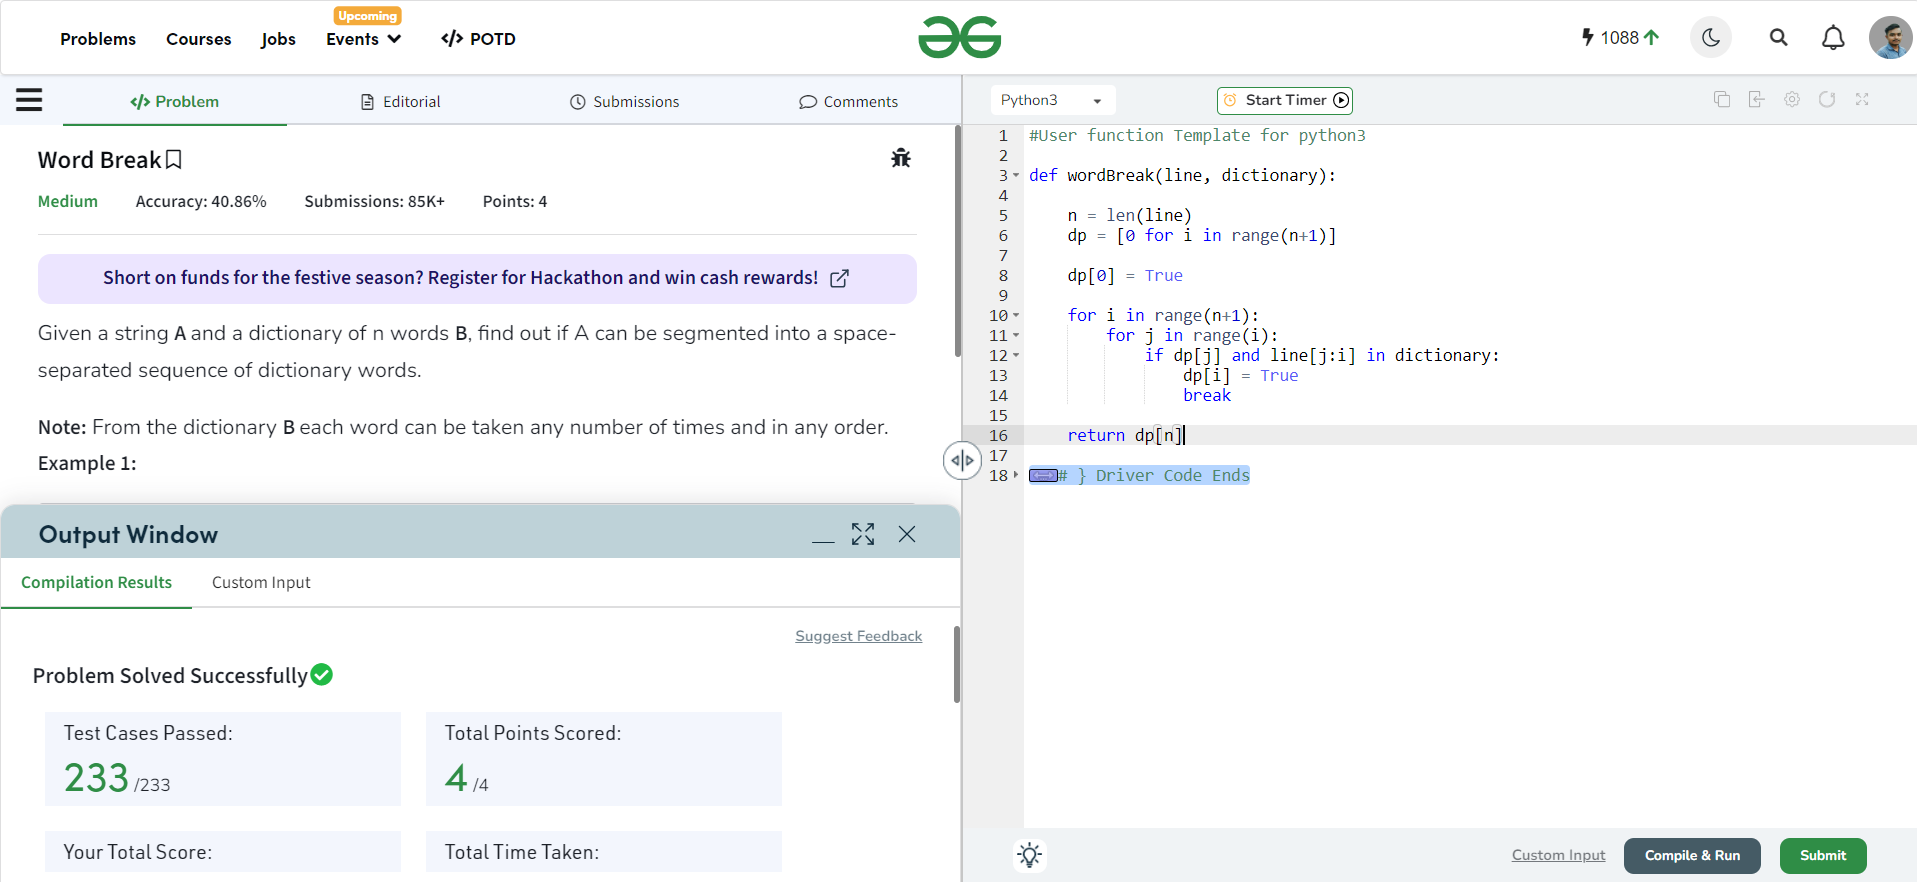 Upcoming
Problems Courses Jobs Events </> POTD
1088
</> Problem Editorial Submissions Comments
Word Break
Medium Accuracy: 40.86% Submissions: 85K+ Points: 4
Short on funds for the festive season? Register for Hackathon and win cash rewards!
Given a string A and a dictionary of n words B, find out if A can be segmented into a space-
separated sequence of dictionary words.
Note: From the dictionary B each word can be taken any number of times and in any order.
Example 1:
Output Window
Compilation Results Custom Input
Suggest Feedback
Problem Solved Successfully
Test Cases Passed:
233 /233
Total Points Scored:
4 /4
Your Total Score:
Total Time Taken:
Python3
Start Timer
1 #User function Template for python3
2
3 def wordBreak(line, dictionary):
4
5 n = len(line)
6 dp = [0 for i in range(n+1)]
7
8 dp[0] = True
9
10 for i in range(n+1):
11 for j in range(i):
12 if dp[j] and line[j:i] in dictionary:
13 dp[i] = True
14 break
15
16 return dp[n]
17
18 # } Driver Code Ends
Custom Input Compile & Run Submit